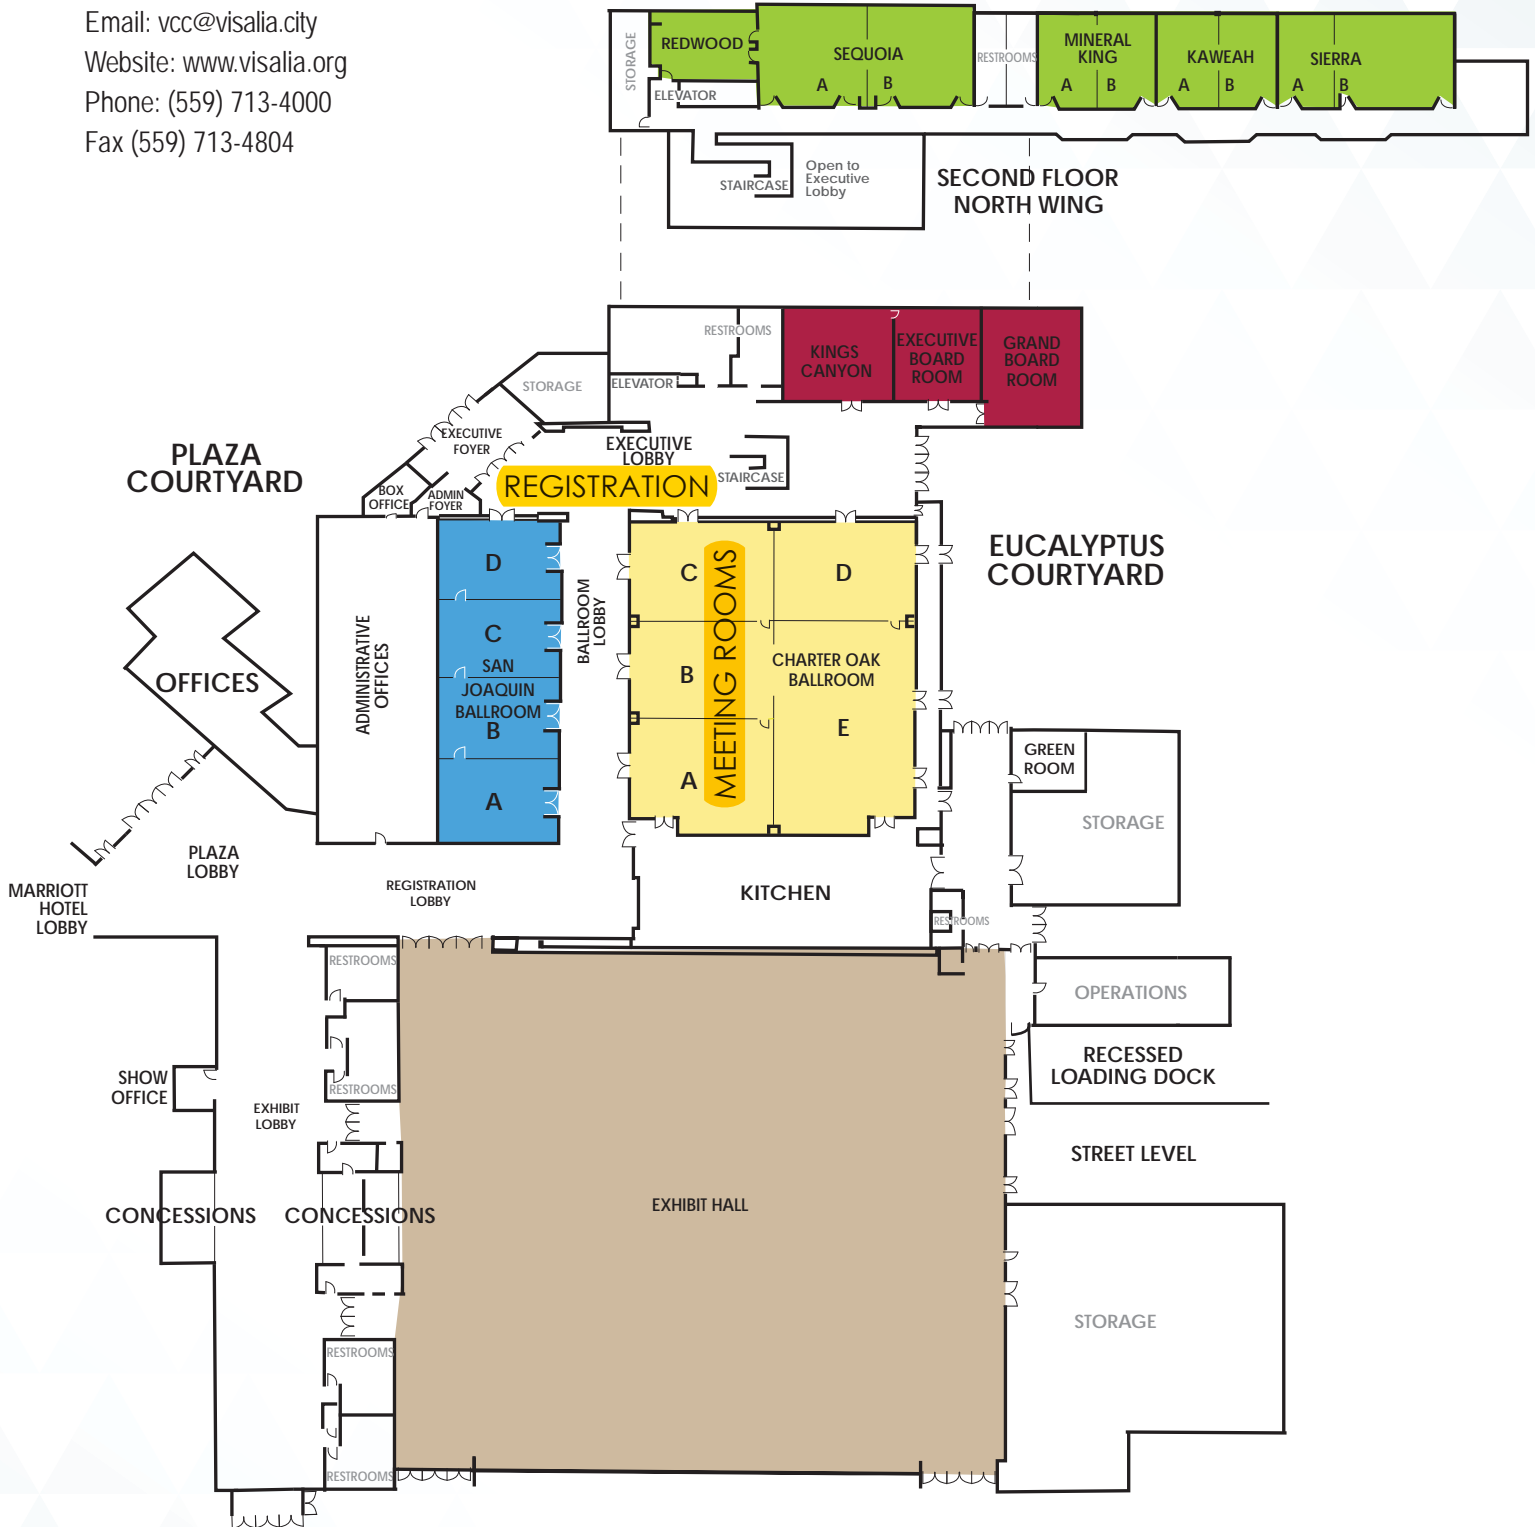 Email: vcc@visalia.city
Website: www.visalia.org
Phone: (559) 713-4000
Fax (559) 713-4804
STORAGE
REDWOOD
ELEVATOR
SEQUOIA
A
B
RESTROOMS
MINERAL
KING
A
B
KAWEAH
A
B
SIERRA
A
B
STAIRCASE
Open to
Executive
Lobby
SECOND FLOOR
NORTH WING
RESTROOMS
KINGS
CANYON
EXECUTIVE
BOARD
ROOM
GRAND
BOARD
ROOM
STORAGE
ELEVATOR
EXECUTIVE
FOYER
EXECUTIVE
LOBBY
PLAZA
COURTYARD
REGISTRATION
STAIRCASE
BOX
OFFICE
ADMIN
FOYER
EUCALYPTUS
COURTYARD
D
C
SAN
JOAQUIN
BALLROOM
B
A
BALLROOM
LOBBY
C
D
MEETING ROOMS
B
CHARTER OAK
BALLROOM
E
A
ADMINISTRATIVE
OFFICES
OFFICES
GREEN
ROOM
STORAGE
PLAZA
LOBBY
MARRIOTT
HOTEL
LOBBY
REGISTRATION
LOBBY
KITCHEN
RESTROOMS
RESTROOMS
OPERATIONS
RECESSED
LOADING DOCK
SHOW
OFFICE
RESTROOMS
EXHIBIT
LOBBY
STREET LEVEL
CONCESSIONS
CONCESSIONS
EXHIBIT HALL
STORAGE
RESTROOMS
RESTROOMS